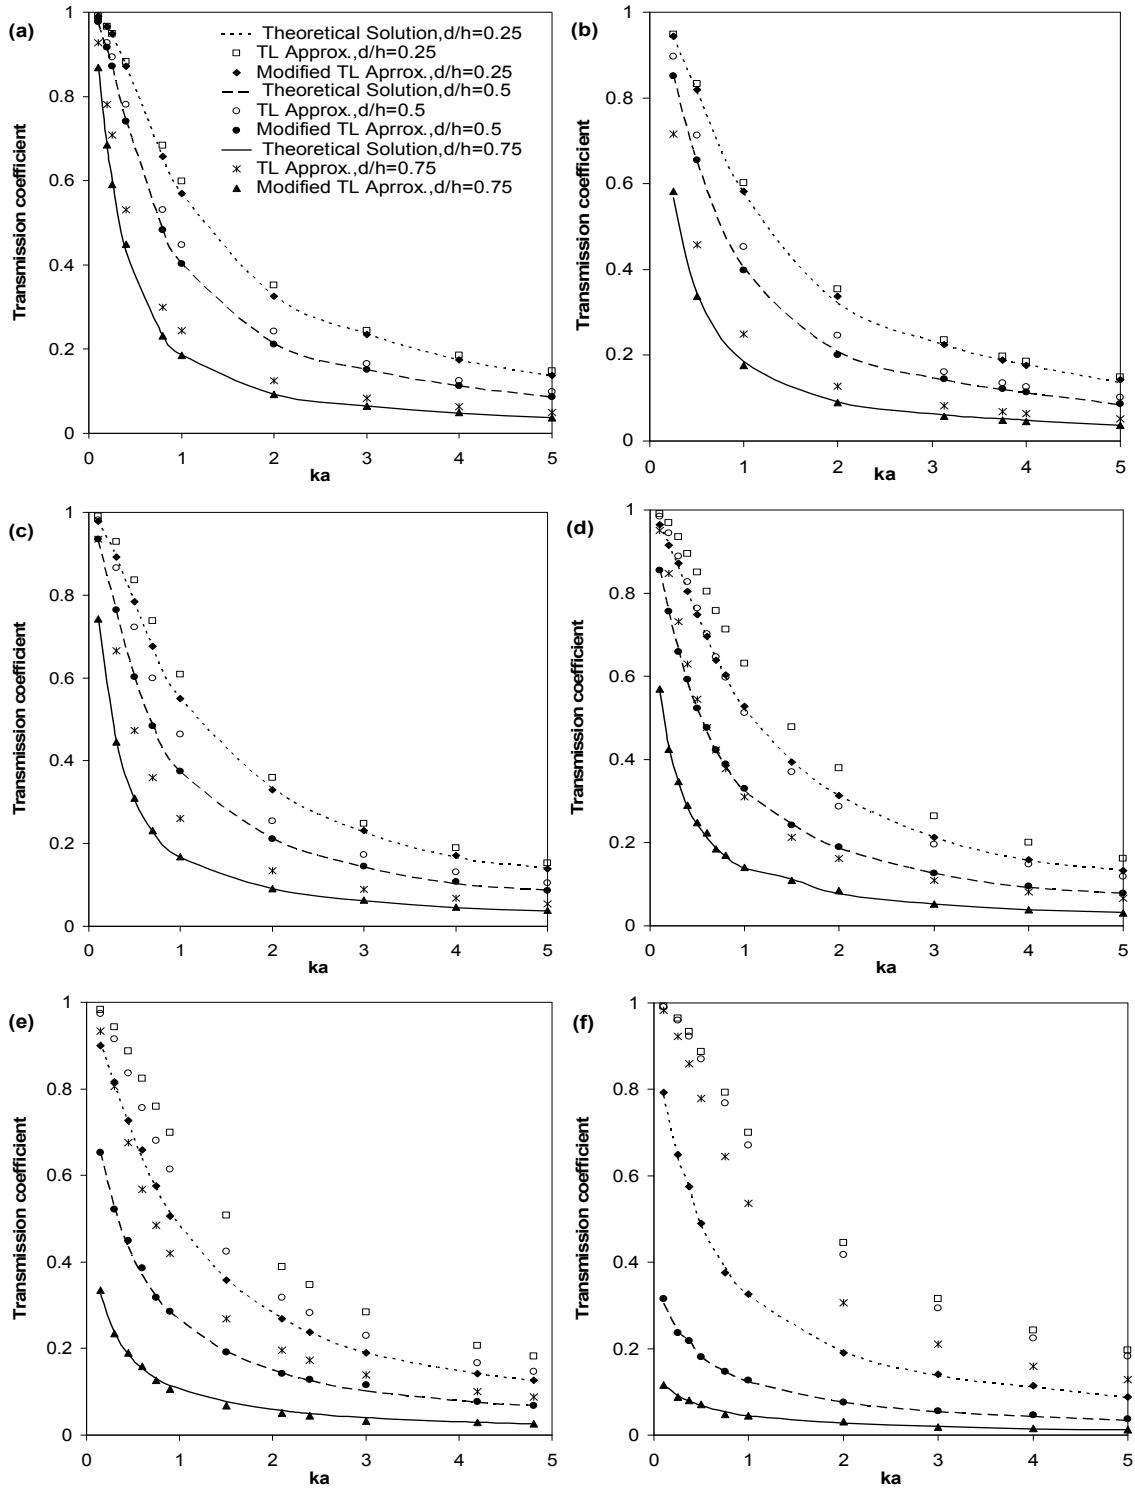 (a)
Transmission coefficient
1
0.8
0.6
0.4
0.2
0
0 1 2 3 4 5
ka
Theoretical Solution,d/h=0.25
TL Approx.,d/h=0.25
Modified TL Aprrox.,d/h=0.25
Theoretical Solution,d/h=0.5
TL Approx.,d/h=0.5
Modified TL Aprrox.,d/h=0.5
Theoretical Solution,d/h=0.75
TL Approx.,d/h=0.75
Modified TL Aprrox.,d/h=0.75
(b)
Transmission coefficient
1
0.8
0.6
0.4
0.2
0
0 1 2 3 4 5
ka
(c)
Transmission coefficient
1
0.8
0.6
0.4
0.2
0
0 1 2 3 4 5
ka
(d)
Transmission coefficient
1
0.8
0.6
0.4
0.2
0
0 1 2 3 4 5
ka
(e)
Transmission coefficient
1
0.8
0.6
0.4
0.2
0
0 1 2 3 4 5
ka
(f)
Transmission coefficient
1
0.8
0.6
0.4
0.2
0
0 1 2 3 4 5
ka